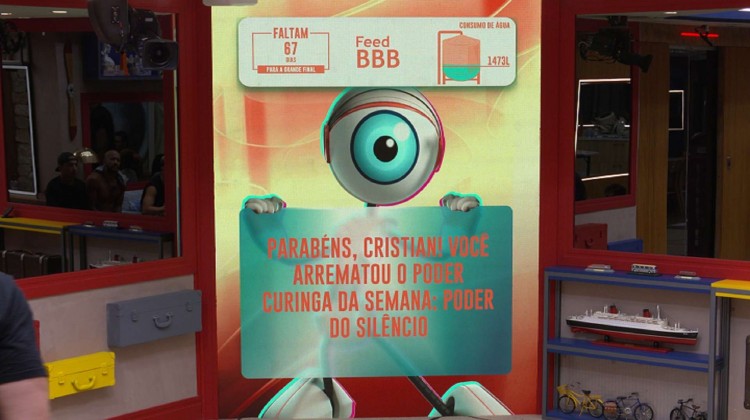 FALTAM
67
DIAS
PARA A GRANDE FINAL
Feed
BBB
CONSUMO DE ÁGUA
1473L
PARABÉNS, CRISTIAN! VOCÊ
ARREMATOU O PODER
CURINGA DA SEMANA: PODER
DO SILÊNCIO